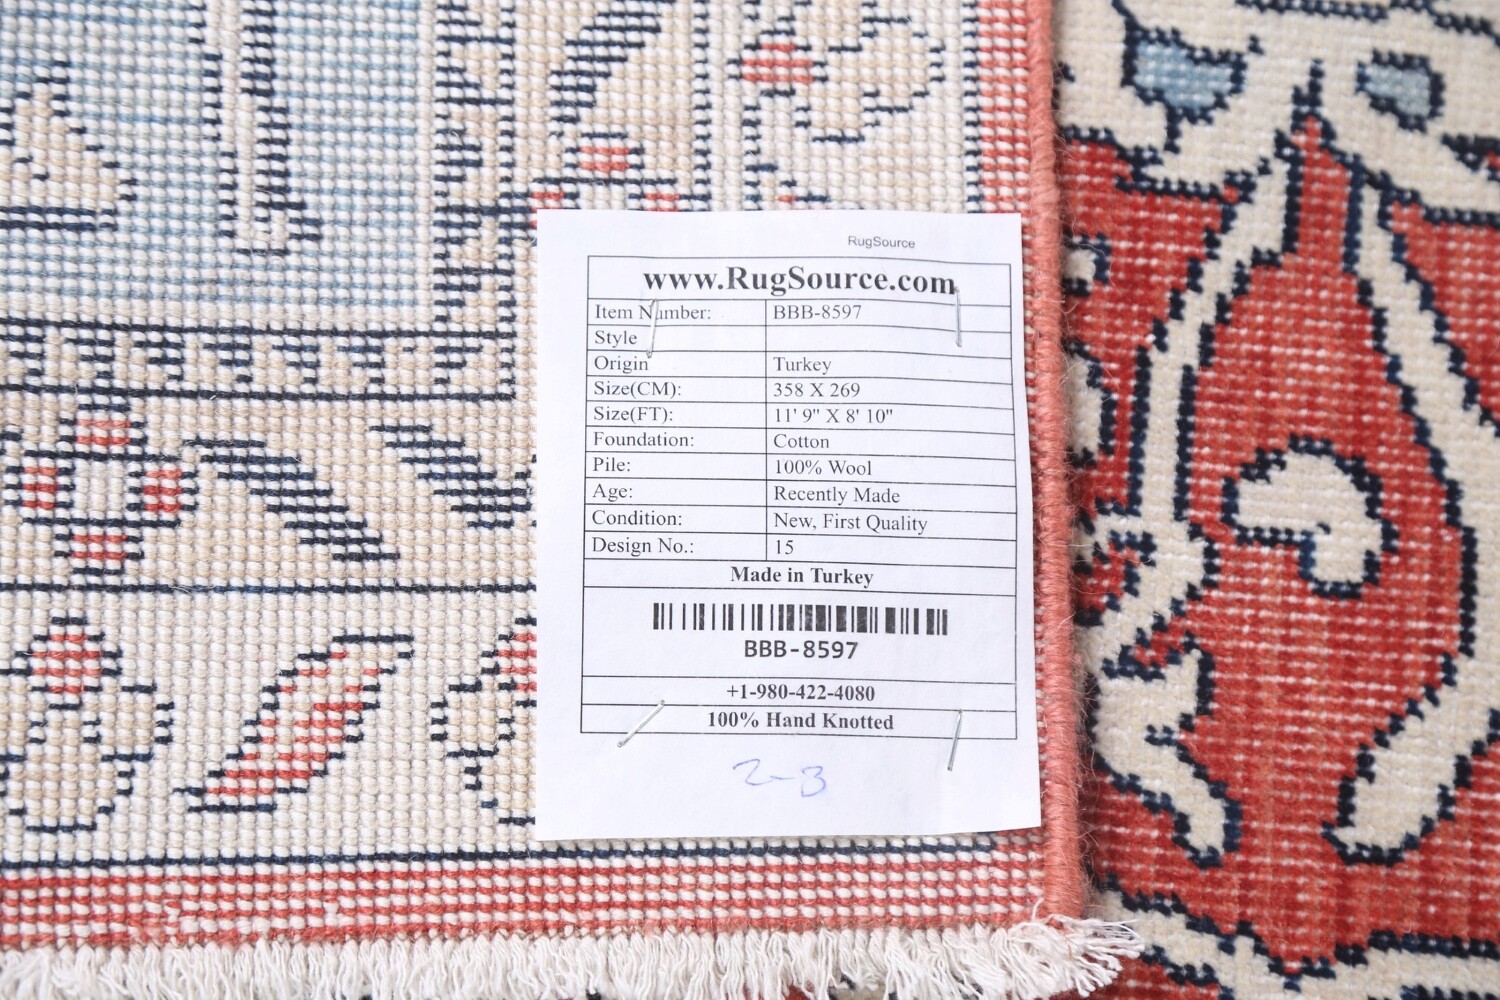 RugSource
www.RugSource.com
Item Number: BBB-8597
Style
Origin Turkey
Size(CM): 358 X 269
Size(FT): 11' 9" X 8' 10"
Foundation: Cotton
Pile: 100% Wool
Age: Recently Made
Condition: New, First Quality
Design No.: 15
Made in Turkey
BBB-8597
+1-980-422-4080
100% Hand Knotted
2-3